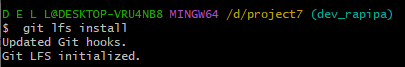 D E L L@DESKTOP-VRU4NB8 MINGW64 /d/project7 (dev_rapipa)
$  git lfs install
Updated Git hooks.
Git LFS initialized.